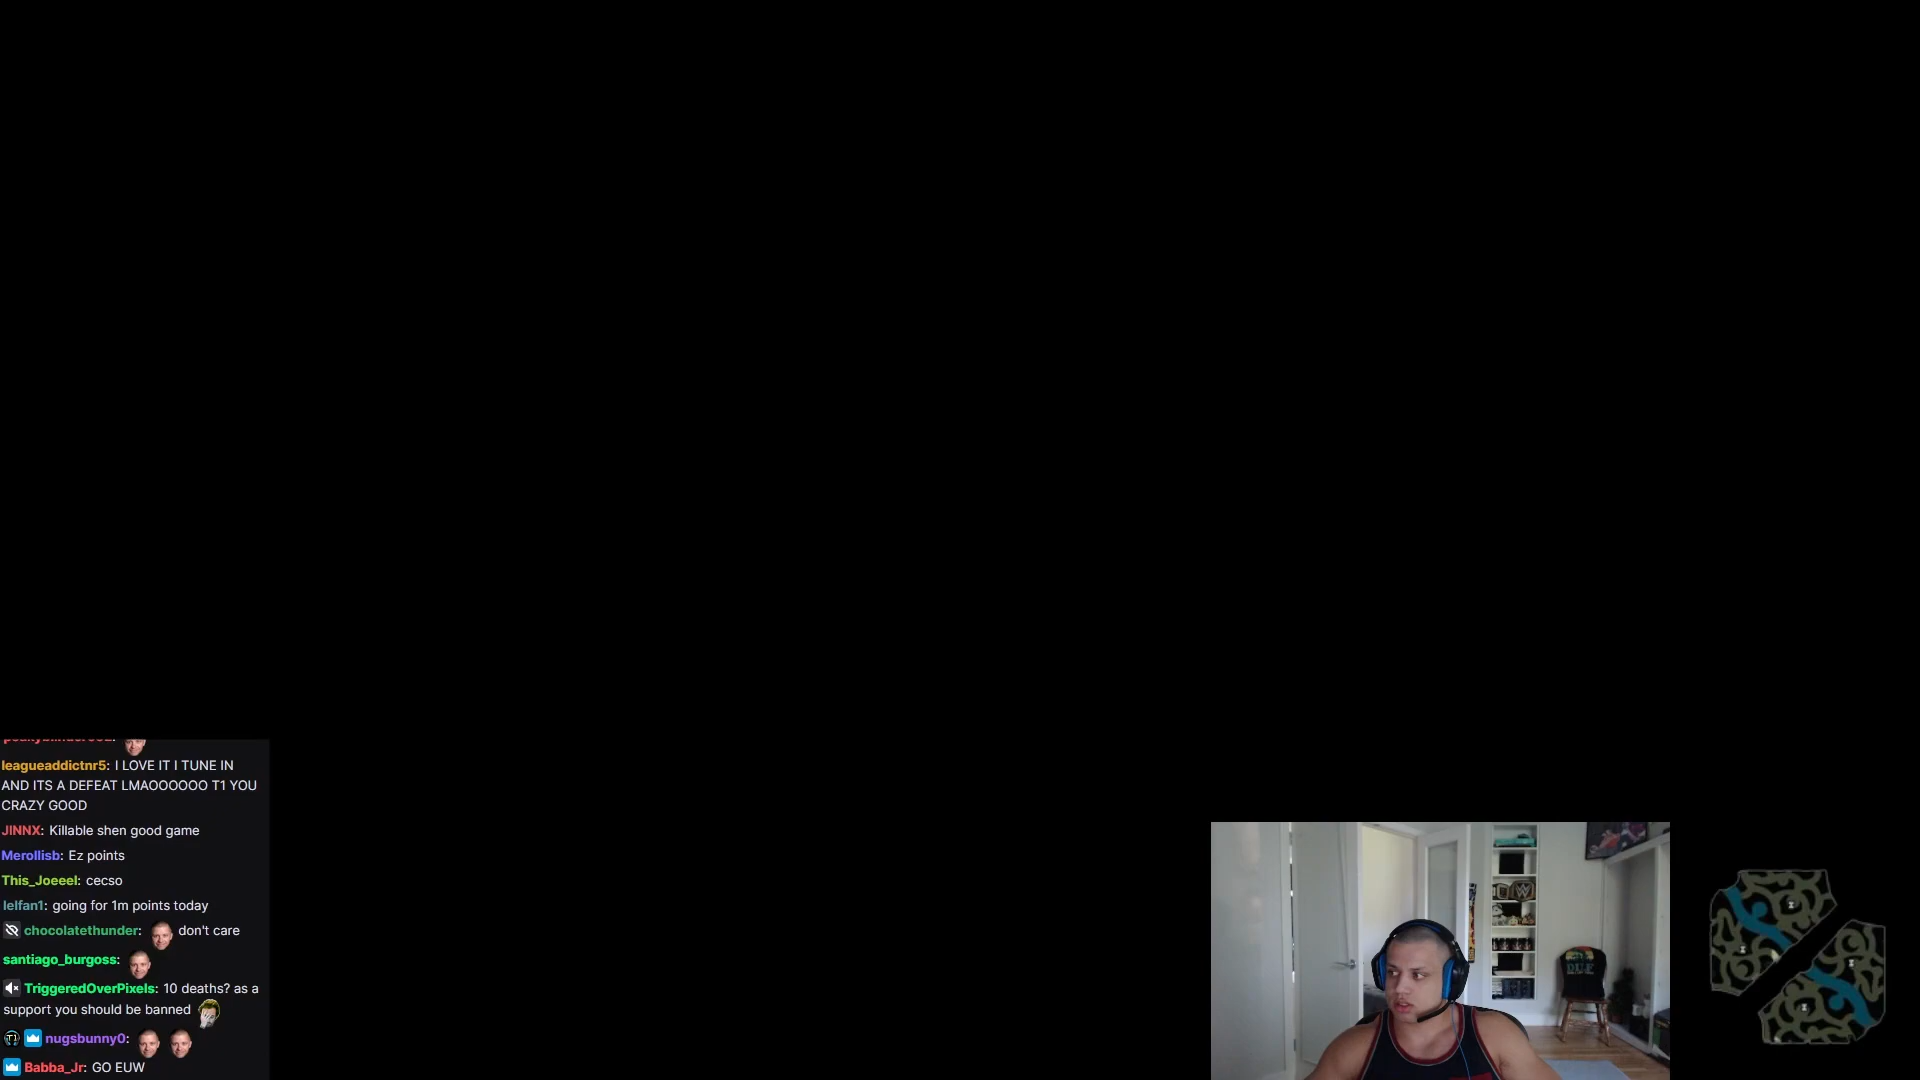 leagueaddictnr5: I LOVE IT I TUNE IN
AND ITS A DEFEAT LMAOOOOOO T1 YOU
CRAZY GOOD
JINNX: Killable shen good game
Merollisb: Ez points
This_Joeeel: cecso
lelfan1: going for 1m points today
chocolatethunder: don't care
santiago_burgoss:
TriggeredOverPixels: 10 deaths? as a
support you should be banned
T1 nugsbunny0:
Babba_Jr: GO EUW